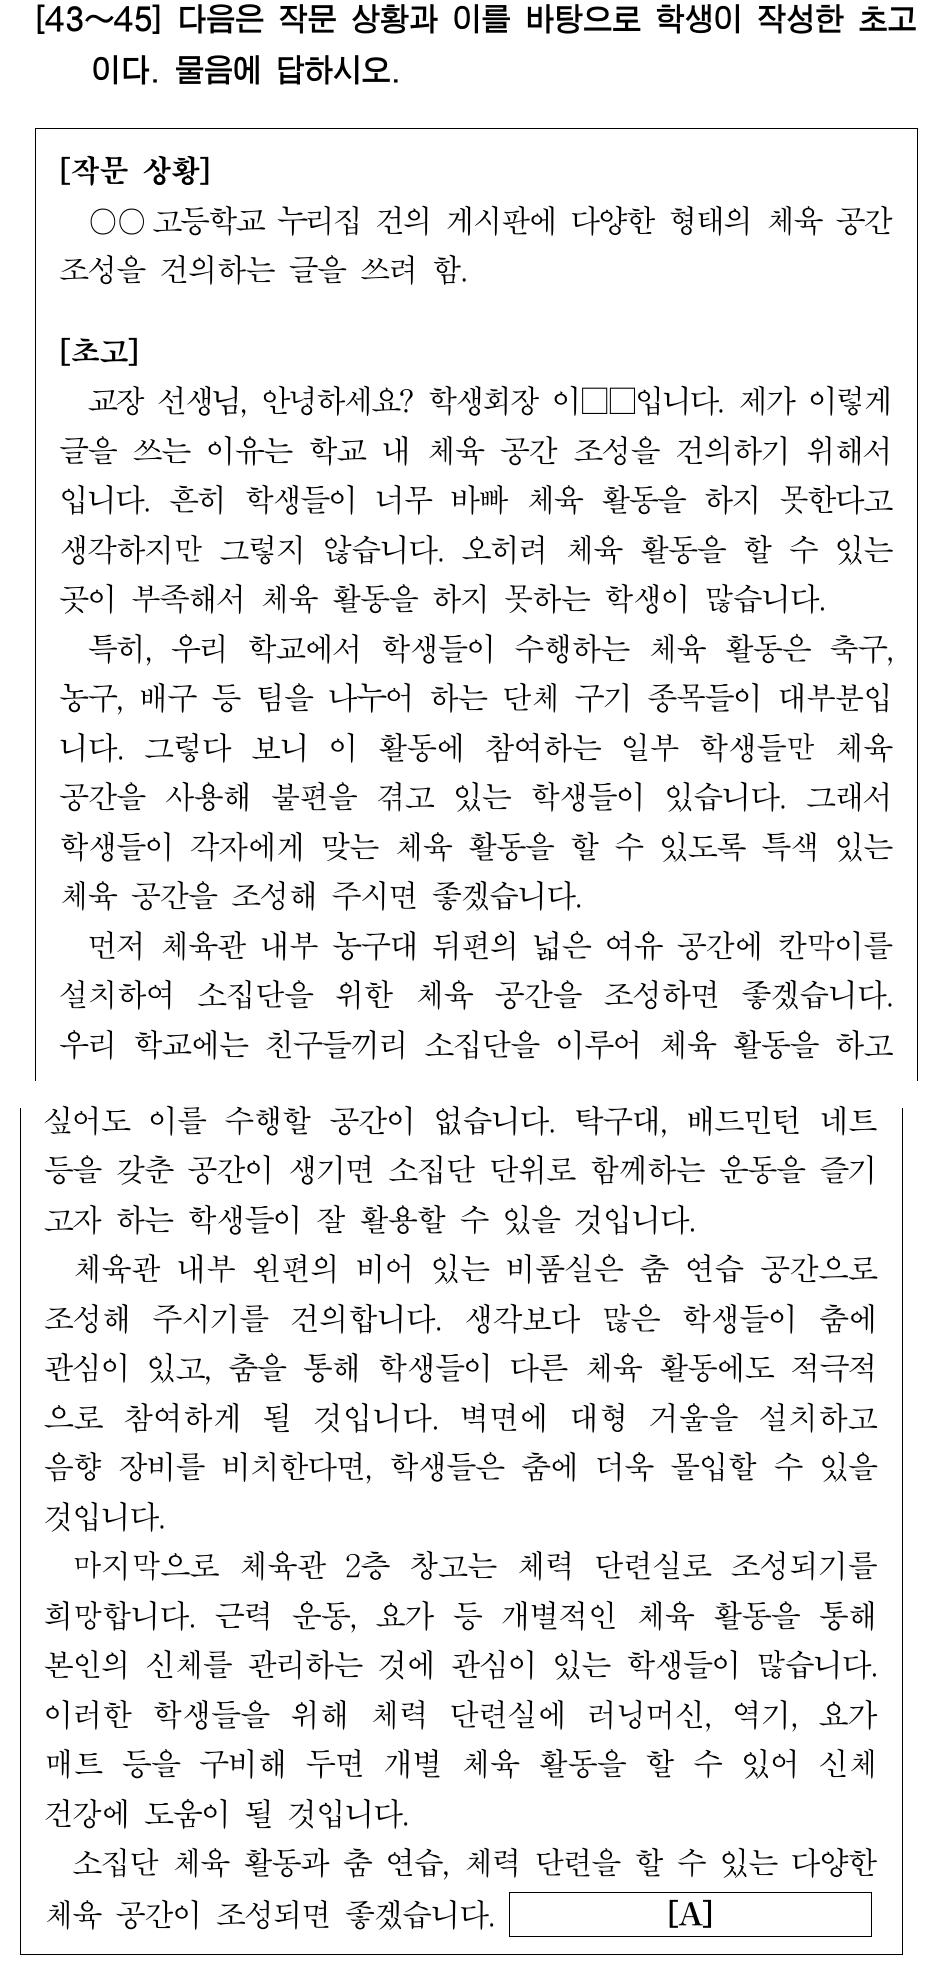 [43～45] 다음은 작문 상황과 이를 바탕으로 학생이 작성한 초고
이다. 물음에 답하시오.
[작문 상황]
○○ 고등학교 누리집 건의 게시판에 다양한 형태의 체육 공간
조성을 건의하는 글을 쓰려 함.
[초고]
교장 선생님, 안녕하세요? 학생회장 이□□입니다. 제가 이렇게
글을 쓰는 이유는 학교 내 체육 공간 조성을 건의하기 위해서
입니다. 흔히 학생들이 너무 바빠 체육 활동을 하지 못한다고
생각하지만 그렇지 않습니다. 오히려 체육 활동을 할 수 있는
곳이 부족해서 체육 활동을 하지 못하는 학생이 많습니다.
특히, 우리 학교에서 학생들이 수행하는 체육 활동은 축구,
농구, 배구 등 팀을 나누어 하는 단체 구기 종목들이 대부분입
니다. 그렇다 보니 이 활동에 참여하는 일부 학생들만 체육
공간을 사용해 불편을 겪고 있는 학생들이 있습니다. 그래서
학생들이 각자에게 맞는 체육 활동을 할 수 있도록 특색 있는
체육 공간을 조성해 주시면 좋겠습니다.
먼저 체육관 내부 농구대 뒤편의 넓은 여유 공간에 칸막이를
설치하여 소집단을 위한 체육 공간을 조성하면 좋겠습니다.
우리 학교에는 친구들끼리 소집단을 이루어 체육 활동을 하고
싶어도 이를 수행할 공간이 없습니다. 탁구대, 배드민턴 네트
등을 갖춘 공간이 생기면 소집단 단위로 함께하는 운동을 즐기
고자 하는 학생들이 잘 활용할 수 있을 것입니다.
체육관 내부 왼편의 비어 있는 비품실은 춤 연습 공간으로
조성해 주시기를 건의합니다. 생각보다 많은 학생들이 춤에
관심이 있고, 춤을 통해 학생들이 다른 체육 활동에도 적극적
으로 참여하게 될 것입니다. 벽면에 대형 거울을 설치하고
음향 장비를 비치한다면, 학생들은 춤에 더욱 몰입할 수 있을
것입니다.
마지막으로 체육관 2층 창고는 체력 단련실로 조성되기를
희망합니다. 근력 운동, 요가 등 개별적인 체육 활동을 통해
본인의 신체를 관리하는 것에 관심이 있는 학생들이 많습니다.
이러한 학생들을 위해 체력 단련실에 러닝머신, 역기, 요가
매트 등을 구비해 두면 개별 체육 활동을 할 수 있어 신체
건강에 도움이 될 것입니다.
소집단 체육 활동과 춤 연습, 체력 단련을 할 수 있는 다양한
체육 공간이 조성되면 좋겠습니다. [A]